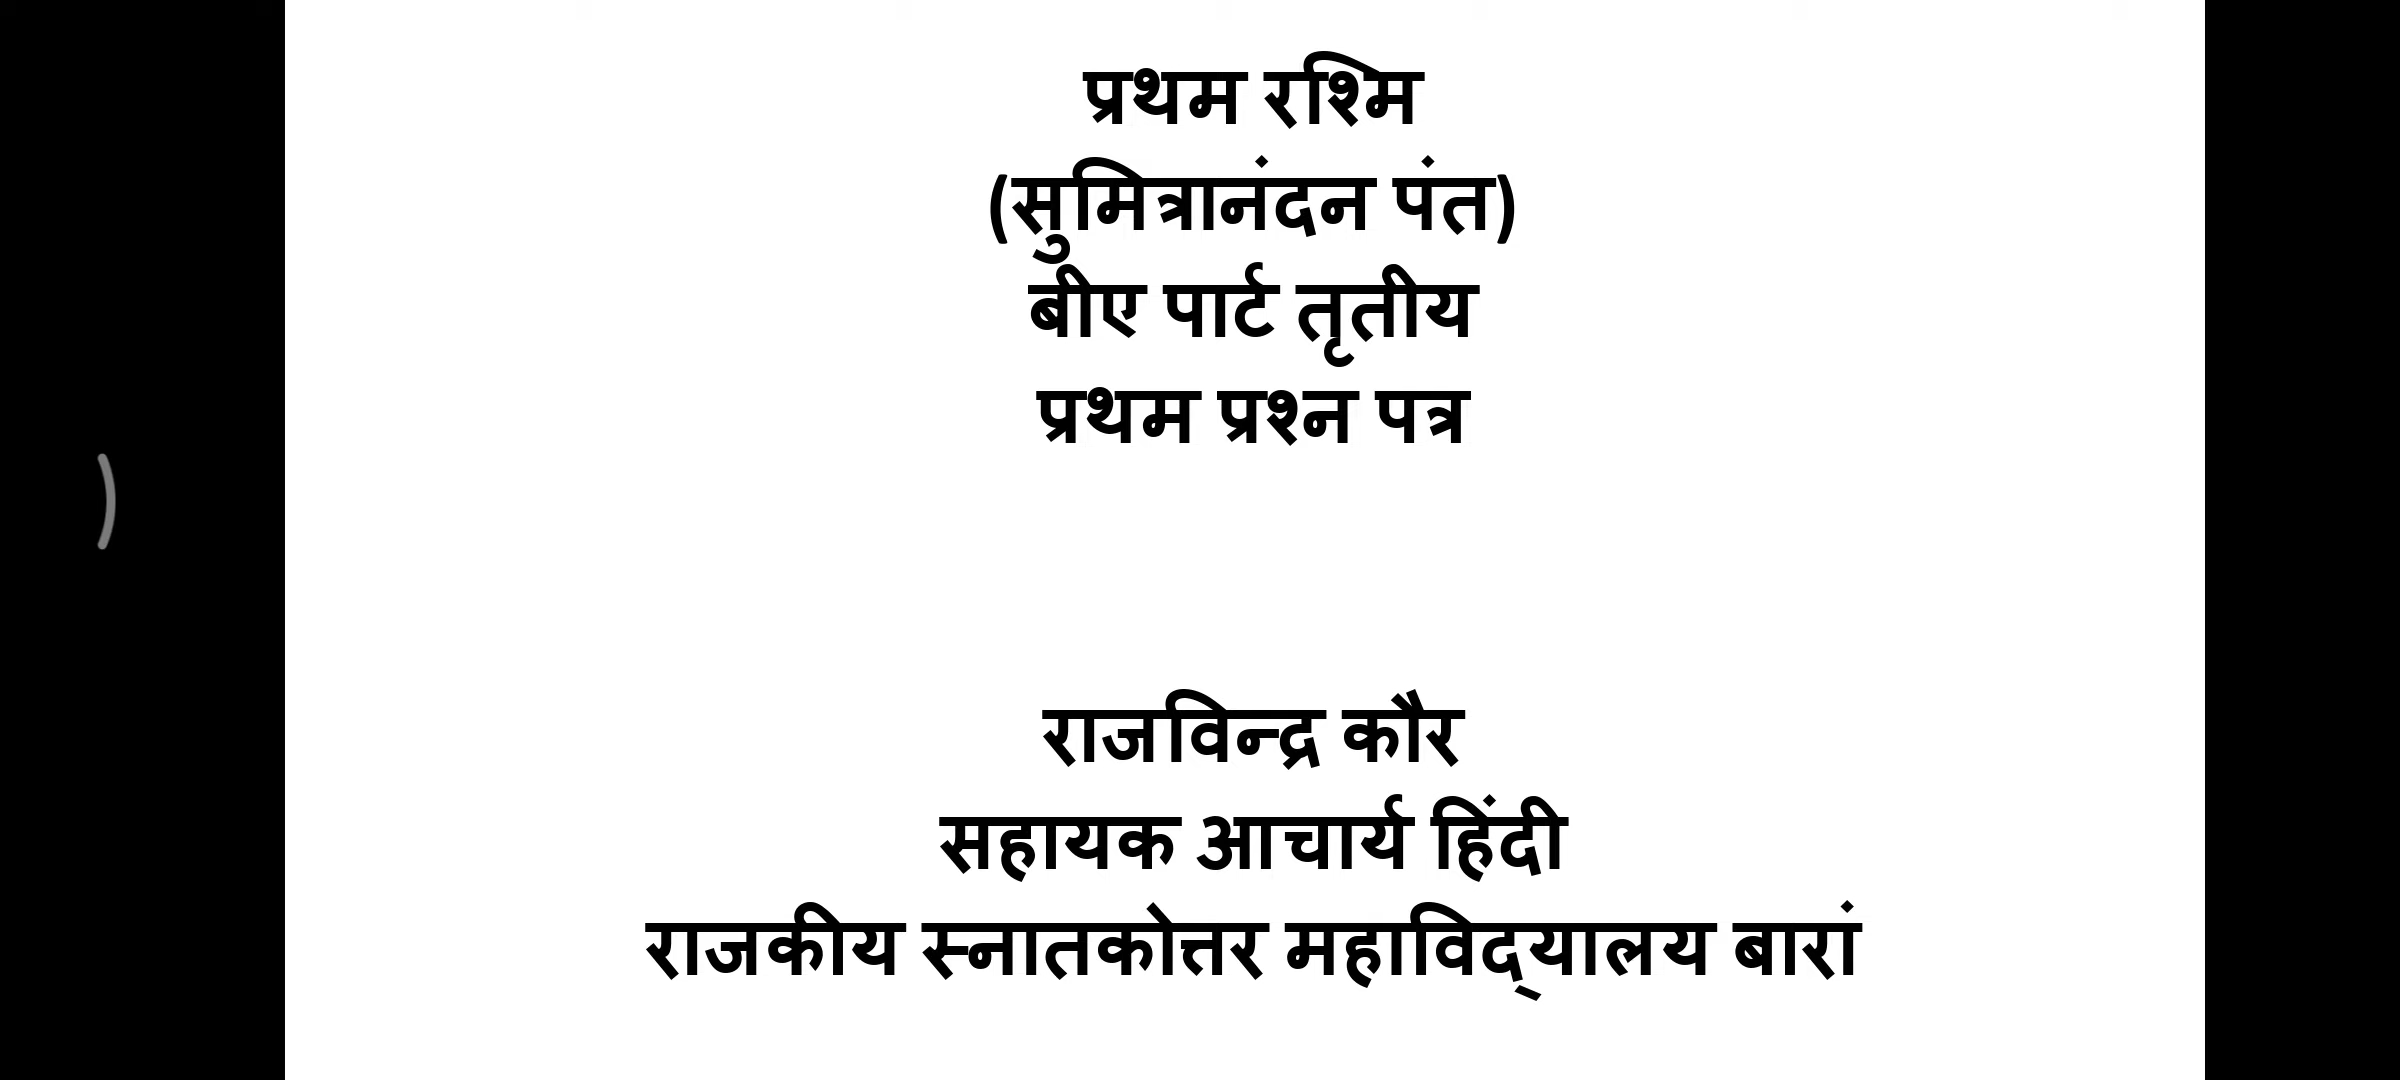 प्रथम रश्मि
(सुमित्रानंदन पंत)
बीए पार्ट तृतीय
प्रथम प्रश्न पत्र
राजविन्द्र कौर
सहायक आचार्य हिंदी
राजकीय स्नातकोत्तर महाविद्यालय बारां